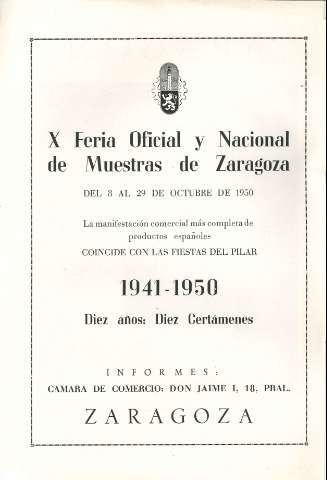 X Feria Oficial y Nacional
de Muestras de Zaragoza
DEL 8 AL 29 DE OCTUBRE DE 1950
La manifestación comercial más completa de
productos españoles
COINCIDE CON LAS FIESTAS DEL PILAR
1941-1950
Diez años: Diez Certámenes
INFORMES:
CAMARA DE COMERCIO: DON JAIME I, 18, PRAL.
ZARAGOZA